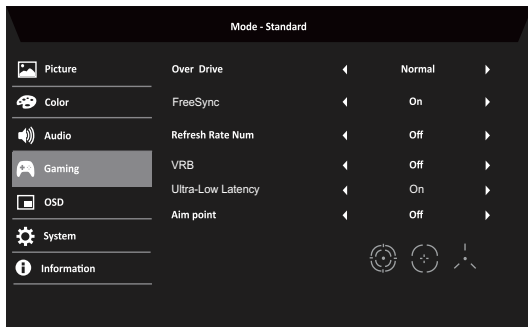 Mode - Standard
Picture
Color
Audio
Gaming
OSD
System
Information
Over Drive Normal
FreeSync On
Refresh Rate Num Off
VRB Off
Ultra-Low Latency On
Aim point Off